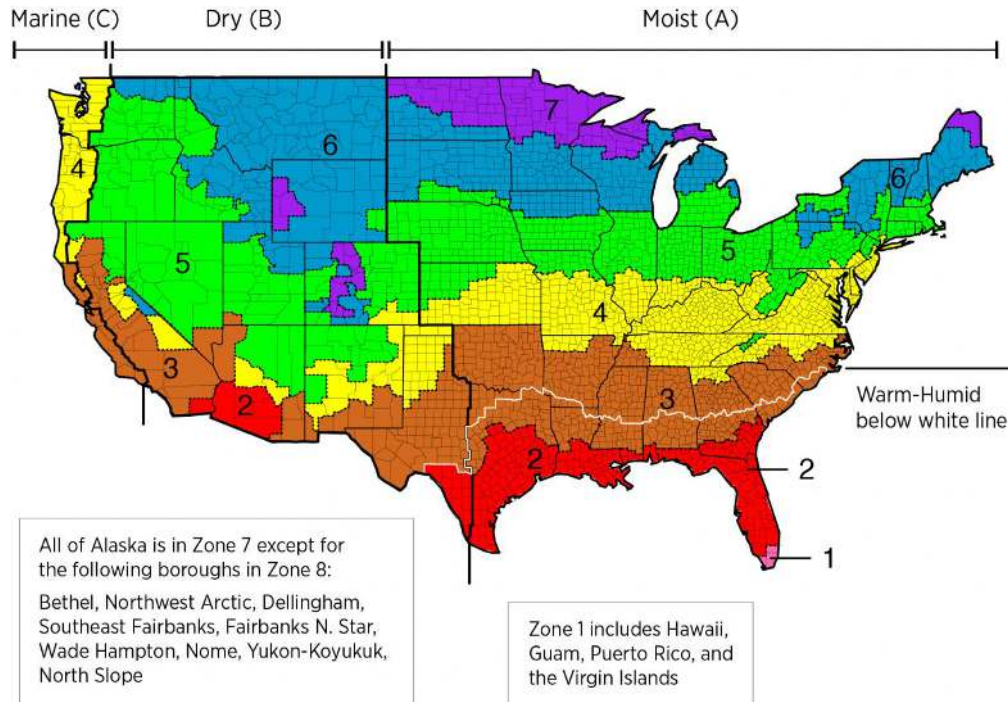 Marine (C)
Dry (B)
Moist (A)
7
6
4
6
5
5
4
3
3
2
2
Warm-Humid
below white line
2
1
All of Alaska is in Zone 7 except for
the following boroughs in Zone 8:
Bethel, Northwest Arctic, Dellingham,
Southeast Fairbanks, Fairbanks N. Star,
Wade Hampton, Nome, Yukon-Koyukuk,
North Slope
Zone 1 includes Hawaii,
Guam, Puerto Rico, and
the Virgin Islands